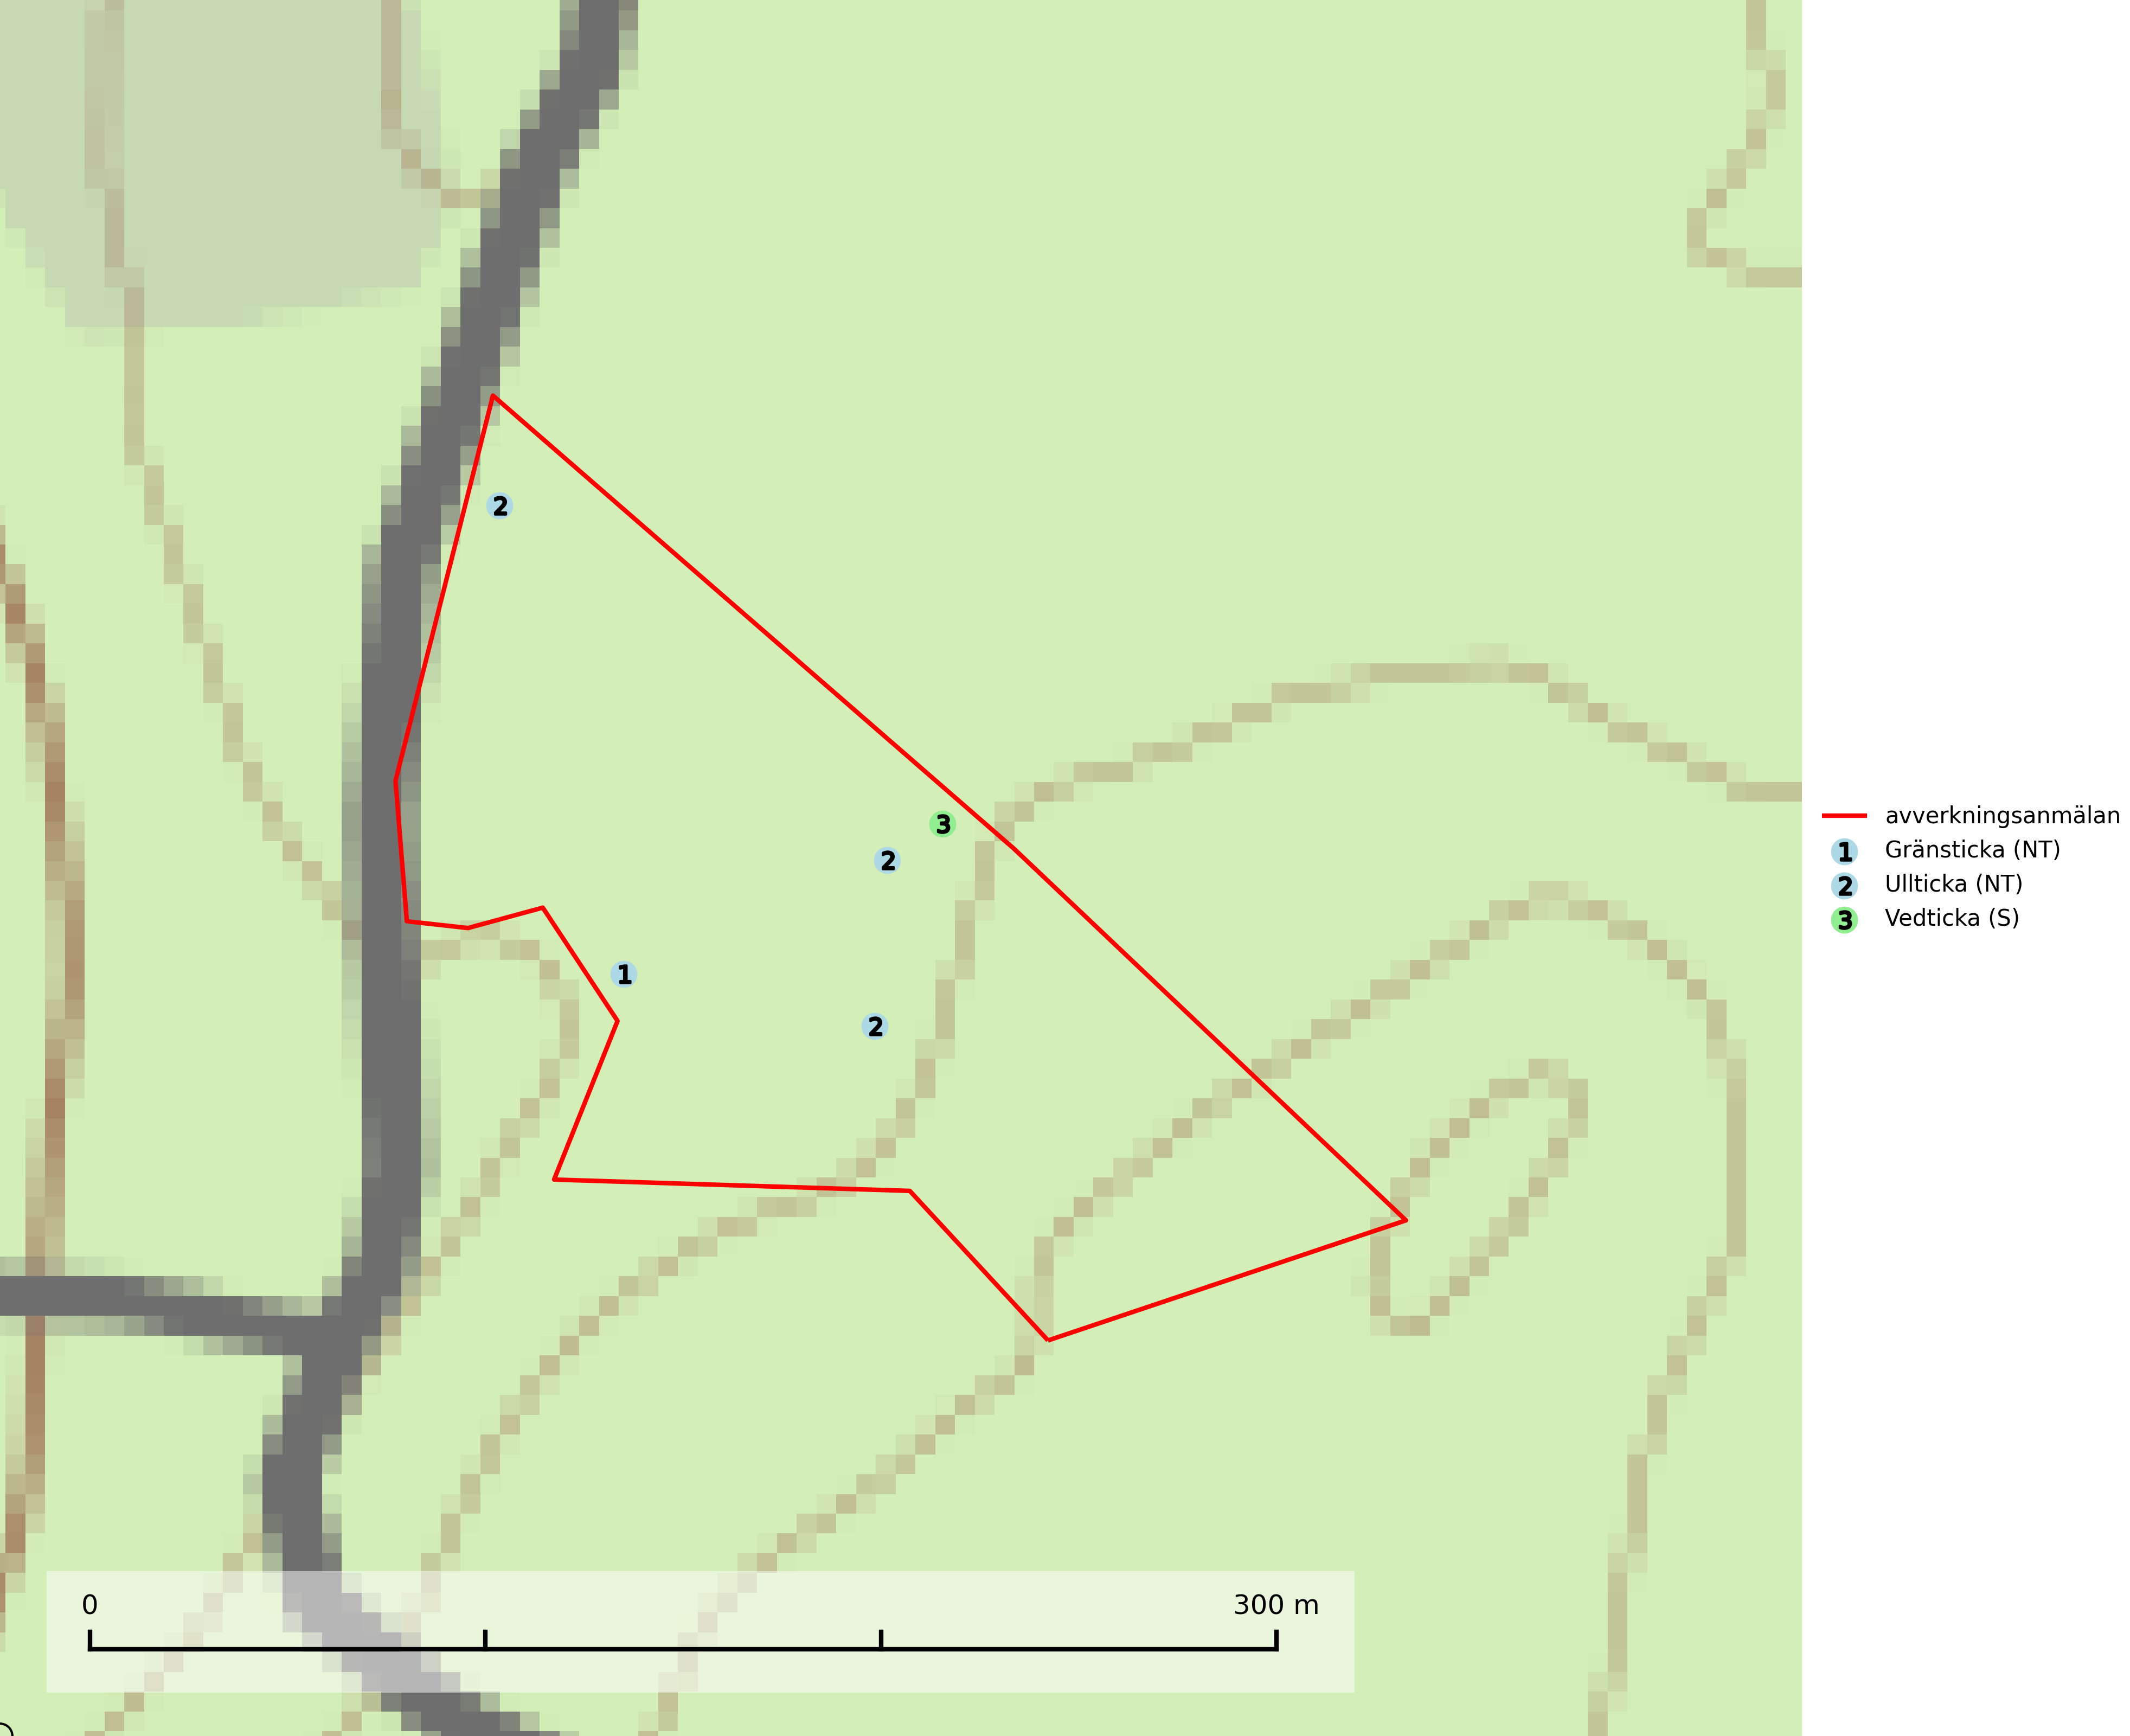 2
3
2
1
2
avverkningsanmälan
1 Gränsticka (NT)
2 Ullticka (NT)
3 Vedticka (S)
0 300 m